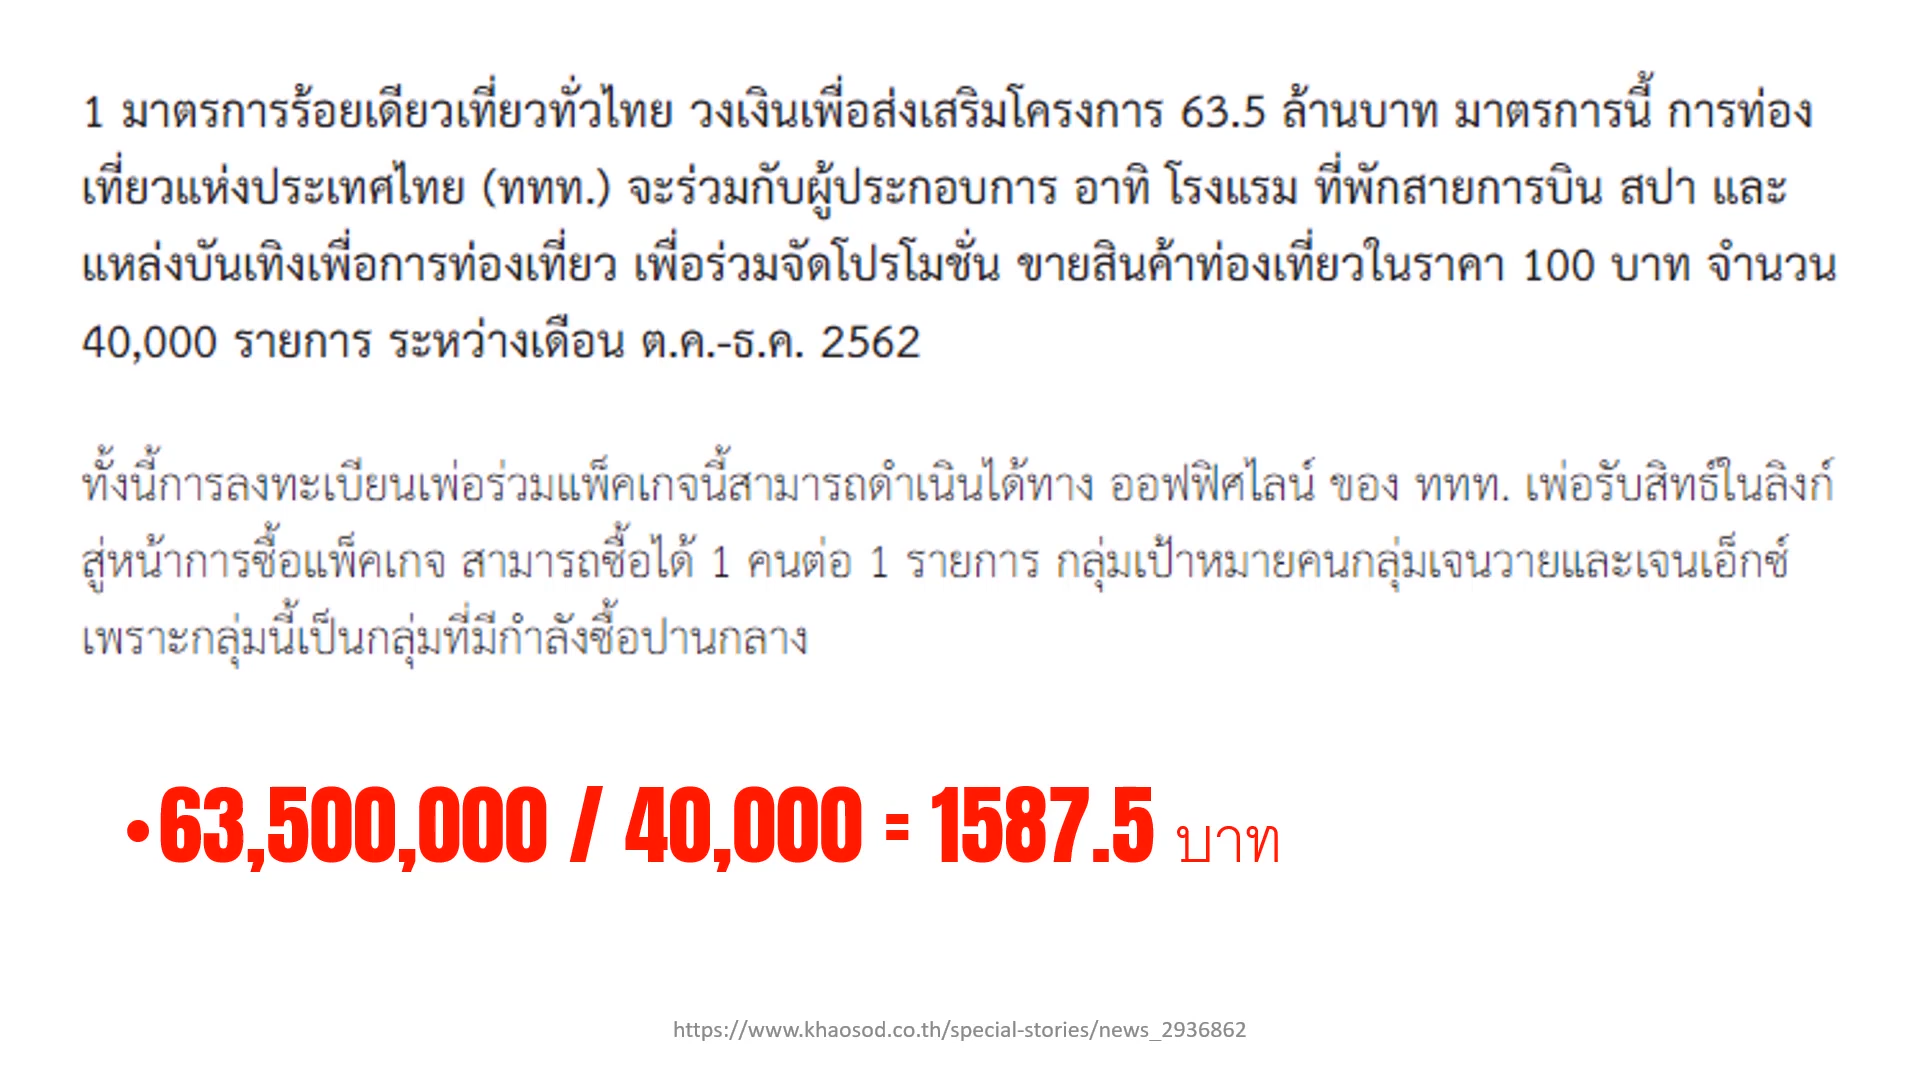 1 มาตรการร้อยเดียวเที่ยวทั่วไทย วงเงินเพื่อส่งเสริมโครงการ 63.5 ล้านบาท มาตรการนี้ การท่อง
เที่ยวแห่งประเทศไทย (ททท.) จะร่วมกับผู้ประกอบการ อาทิ โรงแรม ที่พักสายการบิน สปา และ
แหล่งบันเทิงเพื่อการท่องเที่ยว เพื่อร่วมจัดโปรโมชั่น ขายสินค้าท่องเที่ยวในราคา 100 บาท จำนวน
40,000 รายการ ระหว่างเดือน ต.ค.-ธ.ค. 2562
ทั้งนี้การลงทะเบียนเพ่อร่วมแพ็คเกจนี้สามารถดำเนินได้ทาง ออฟฟิศไลน์ ของ ททท. เพ่อรับสิทธิ์ในลิงก์
สู่หน้าการซื้อแพ็คเกจ สามารถซื้อได้ 1 คนต่อ 1 รายการ กลุ่มเป้าหมายคนกลุ่มเจนวายและเจนเอ็กซ์
เพราะกลุ่มนี้เป็นกลุ่มที่มีกำลังซื้อปานกลาง
•63,500,000 / 40,000 = 1587.5 บาท
https://www.khaosod.co.th/special-stories/news_2936862